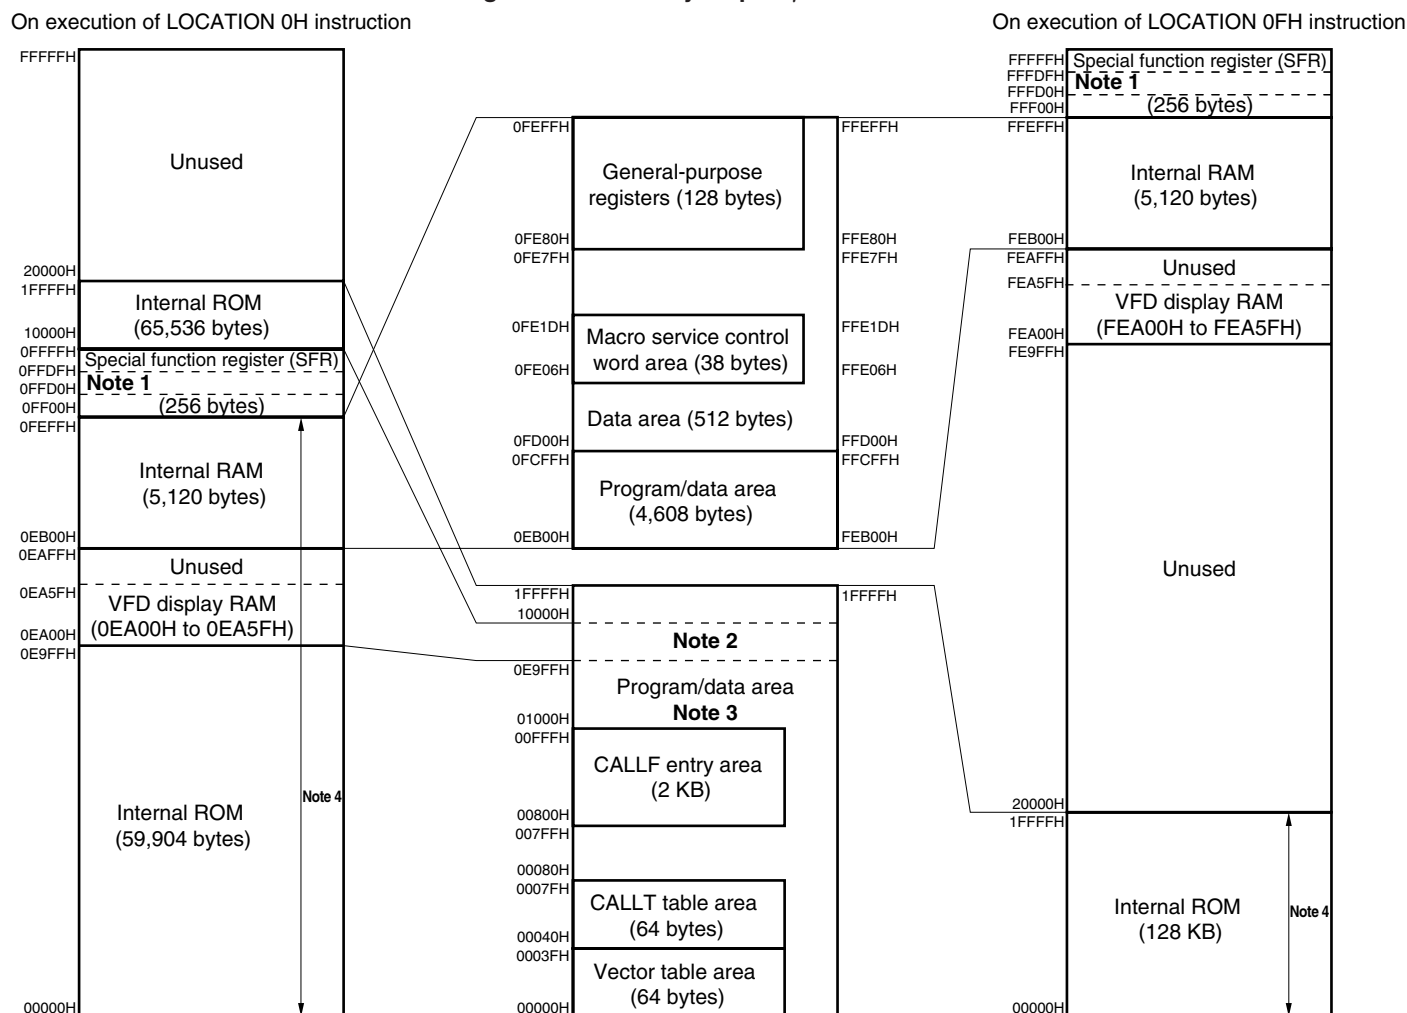 On execution of LOCATION 0H instruction
On execution of LOCATION 0FH instruction
FFFFFH
Unused
20000H
1FFFFH
Internal ROM
(65,536 bytes)
10000H
0FFFFH
Special function register (SFR)
0FFDFH
Note 1
0FFD0H
(256 bytes)
0FF00H
0FEFFH
Internal RAM
(5,120 bytes)
0EB00H
0EAFFH
Unused
0EA5FH
VFD display RAM
(0EA00H to 0EA5FH)
0EA00H
0E9FFH
Internal ROM
(59,904 bytes)
Note 4
00000H
0FEFFH
FFEFFH
General-purpose
registers (128 bytes)
0FE80H
FFE80H
0FE7FH
FFE7FH
0FE1DH
FFE1DH
Macro service control
word area (38 bytes)
0FE06H
FFE06H
Data area (512 bytes)
0FD00H
FFD00H
0FCFFH
FFCFFH
Program/data area
(4,608 bytes)
0EB00H
FEB00H
1FFFFH
1FFFFH
10000H
Note 2
0E9FFH
Program/data area
Note 3
01000H
00FFFH
CALLF entry area
(2 KB)
00800H
007FFH
00080H
0007FH
CALLT table area
(64 bytes)
00040H
0003FH
Vector table area
(64 bytes)
00000H
FFFFFH
Special function register (SFR)
FFFDFH
Note 1
FFFD0H
(256 bytes)
FFF00H
FFEFFH
Internal RAM
(5,120 bytes)
FEB00H
FEAFFH
Unused
FEA5FH
VFD display RAM
(FEA00H to FEA5FH)
FEA00H
FE9FFH
Unused
20000H
1FFFFH
Internal ROM
(128 KB)
Note 4
00000H